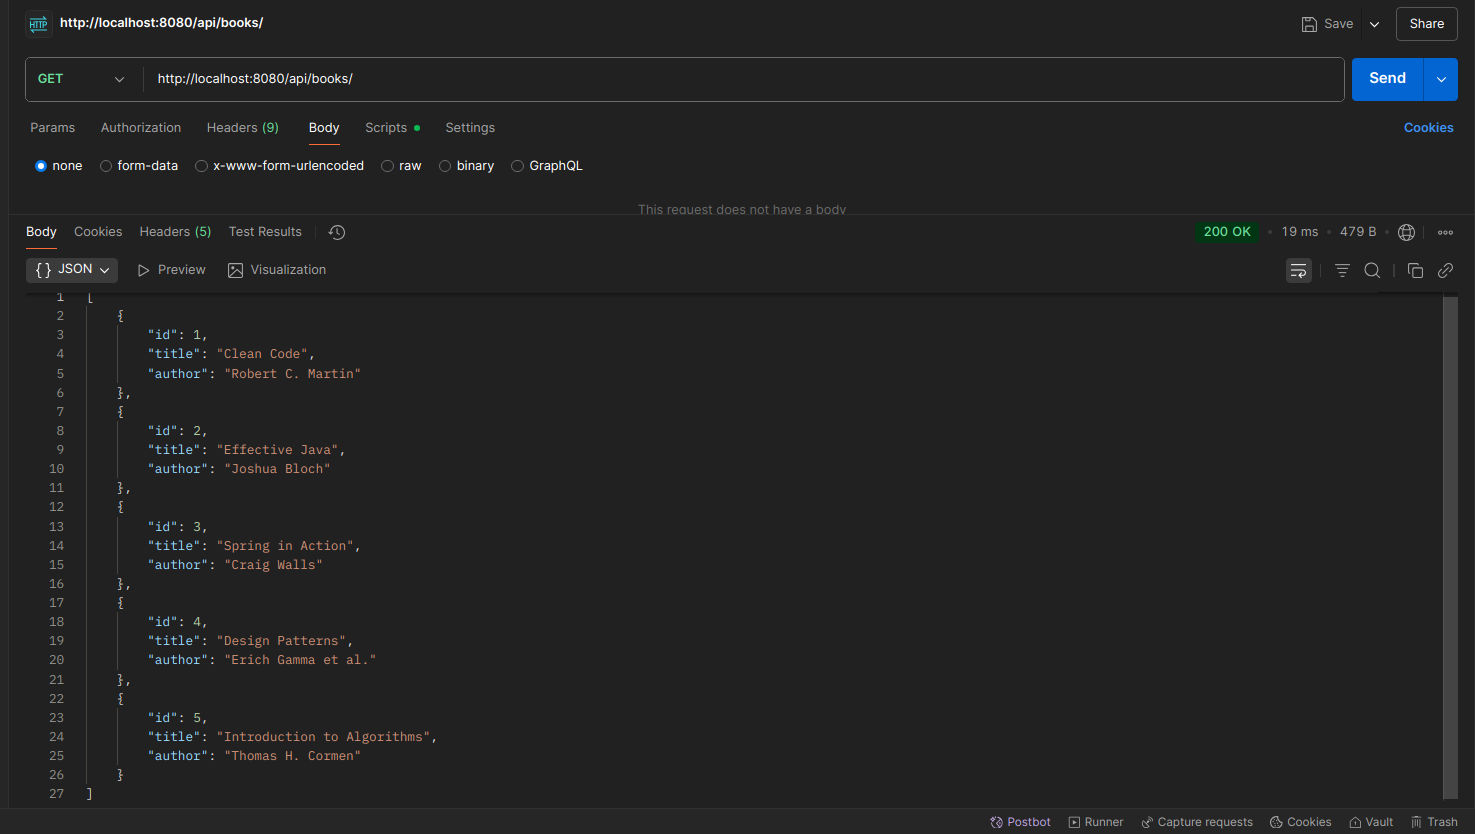 HTTP http://localhost:8080/api/books/ Save Share
GET http://localhost:8080/api/books/ Send
Params Authorization Headers (9) Body Scripts Settings Cookies
none form-data x-www-form-urlencoded raw binary GraphQL
This request does not have a body
Body Cookies Headers (5) Test Results 200 OK 19 ms 479 B
{} JSON Preview Visualization
1 [
2 {
3 "id": 1,
4 "title": "Clean Code",
5 "author": "Robert C. Martin"
6 },
7 {
8 "id": 2,
9 "title": "Effective Java",
10 "author": "Joshua Bloch"
11 },
12 {
13 "id": 3,
14 "title": "Spring in Action",
15 "author": "Craig Walls"
16 },
17 {
18 "id": 4,
19 "title": "Design Patterns",
20 "author": "Erich Gamma et al."
21 },
22 {
23 "id": 5,
24 "title": "Introduction to Algorithms",
25 "author": "Thomas H. Cormen"
26 }
27 ]
Postbot Runner Capture requests Cookies Vault Trash